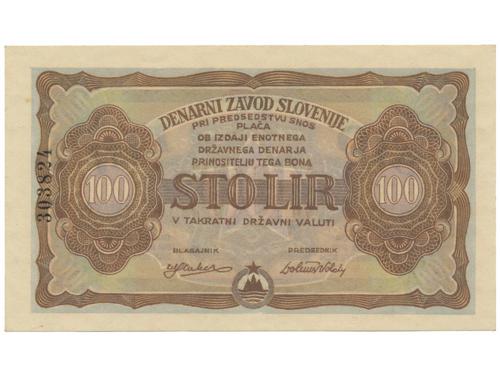 DENARNI ZAVOD SLOVENIJE
PRI PREDSEDSTVU SNOS
PLAČA
OB IZDAJI ENOTNEGA
DRŽAVNEGA DENARJA
PRINOSITELJU TEGA BONA
100
STO LIR
100
V TAKRATNI DRŽAVNI VALUTI
BLAGAJNIK
PREDSEDNIK
303824